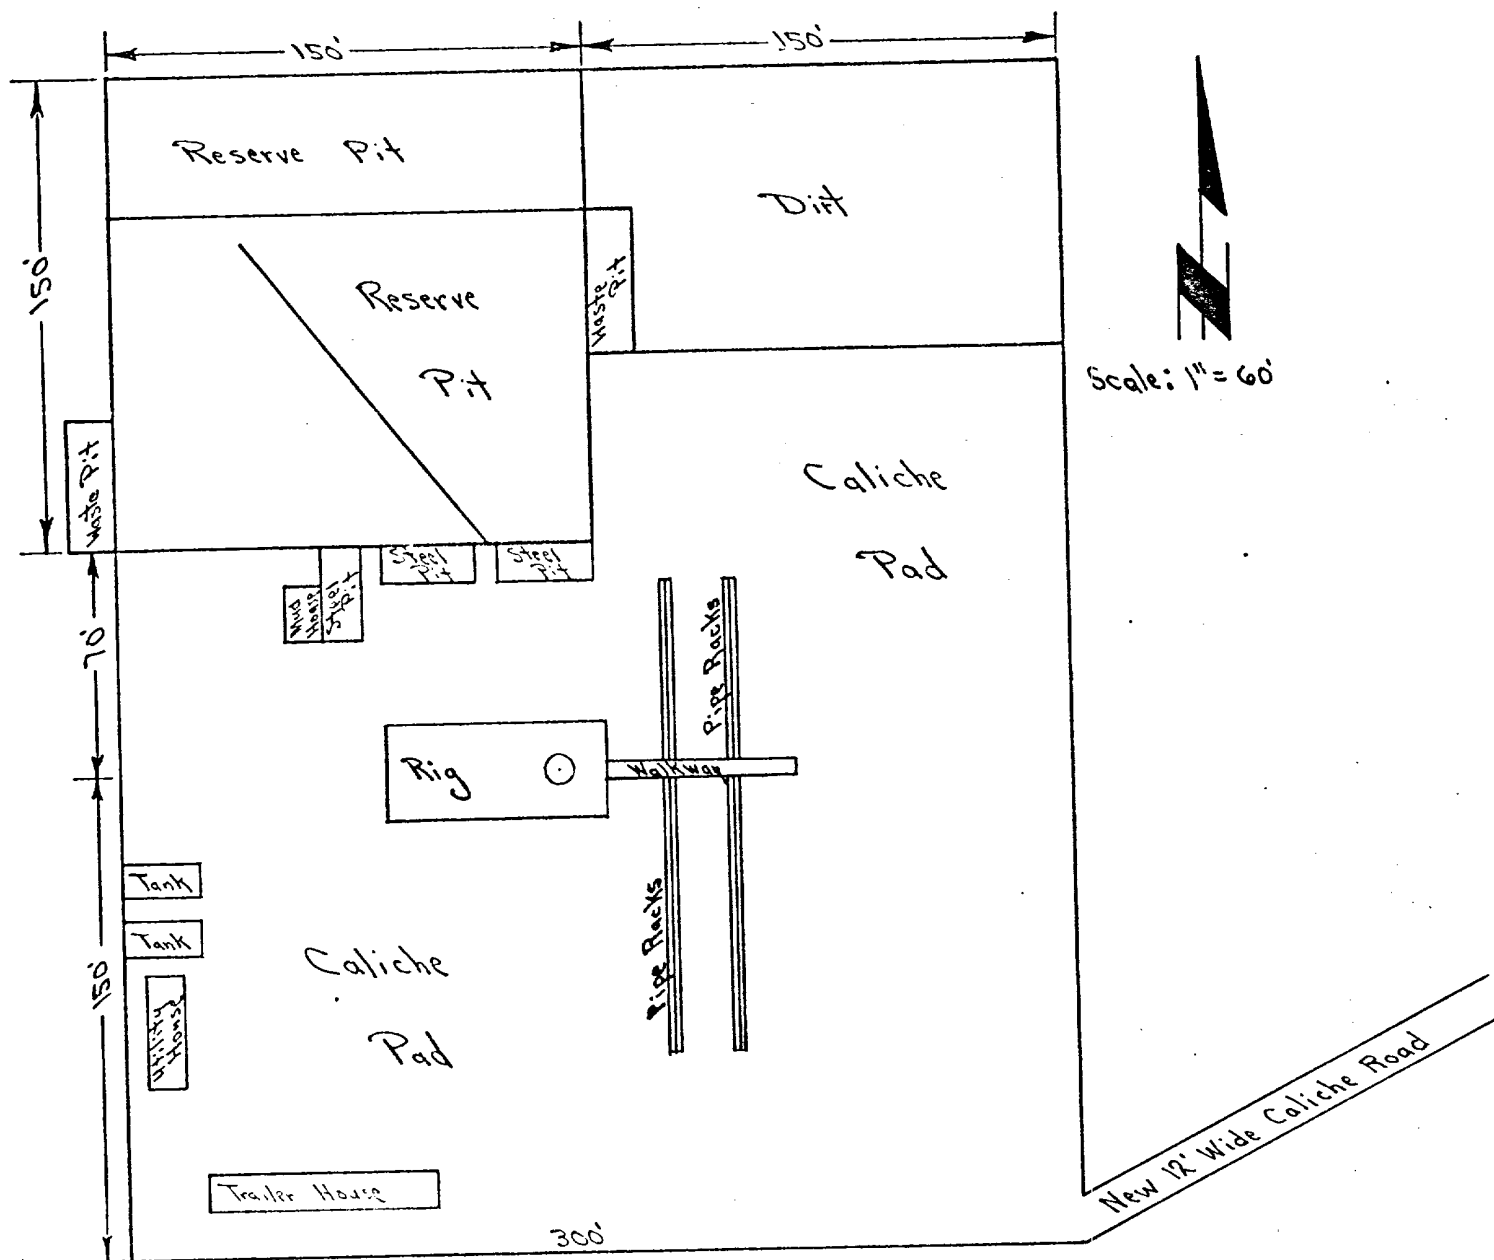 150'
150'
Reserve Pit
Dirt
150'
Reserve
Pit
Waste
Pit
Scale: 1" = 60'
Waste Pit
Caliche
Pad
Steel
Pit
Steel
Pit
Mud
House
Steel
Pit
70'
Pipe Racks
Rig
Walkway
Tank
Tank
Pipe Racks
Caliche
Pad
150'
Utility
House
New 12' Wide Caliche Road
Trailer House
300'